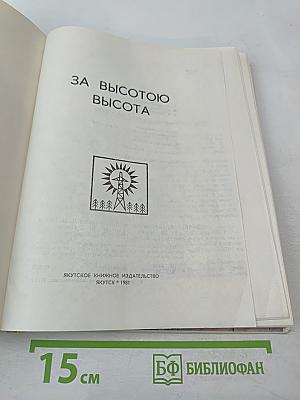 ЗА ВЫСОТОЮ
ВЫСОТА
ЯКУТСКОЕ КНИЖНОЕ ИЗДАТЕЛЬСТВО
ЯКУТСК * 1981
15 см
БФ БИБЛИОФАН